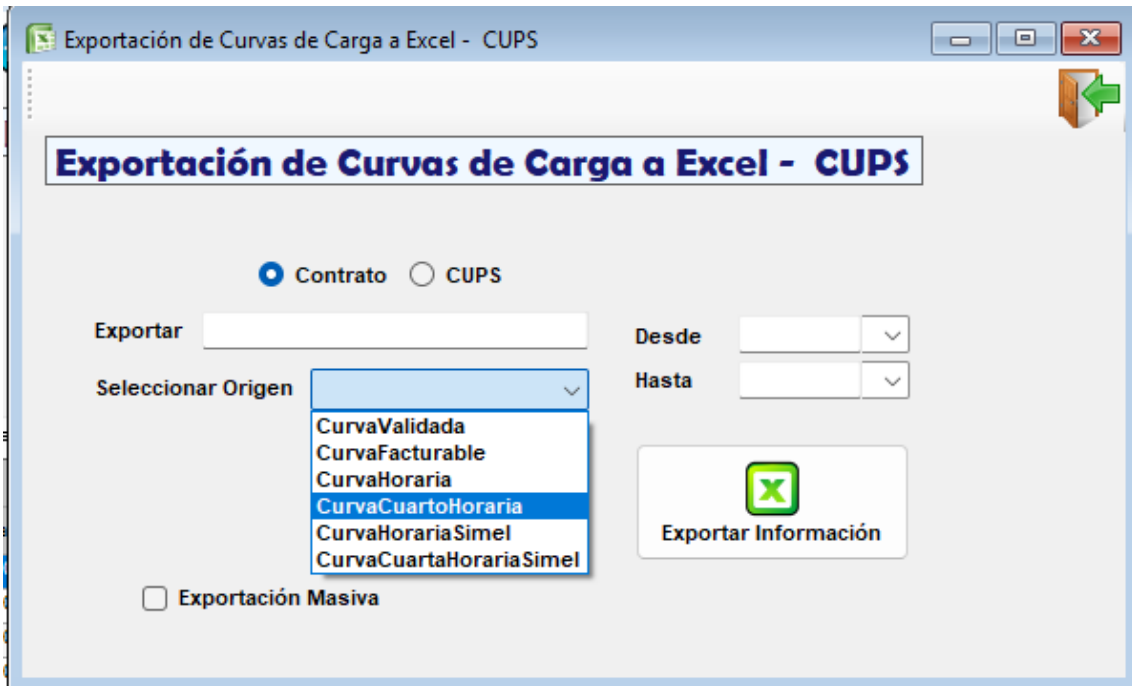 Exportación de Curvas de Carga a Excel - CUPS
Exportación de Curvas de Carga a Excel - CUPS
Contrato CUPS
Exportar
Desde
Seleccionar Origen
Hasta
CurvaValidada
CurvaFacturable
CurvaHoraria
CurvaCuartoHoraria
CurvaHorariaSimel
CurvaCuartaHorariaSimel
Exportar Información
Exportación Masiva